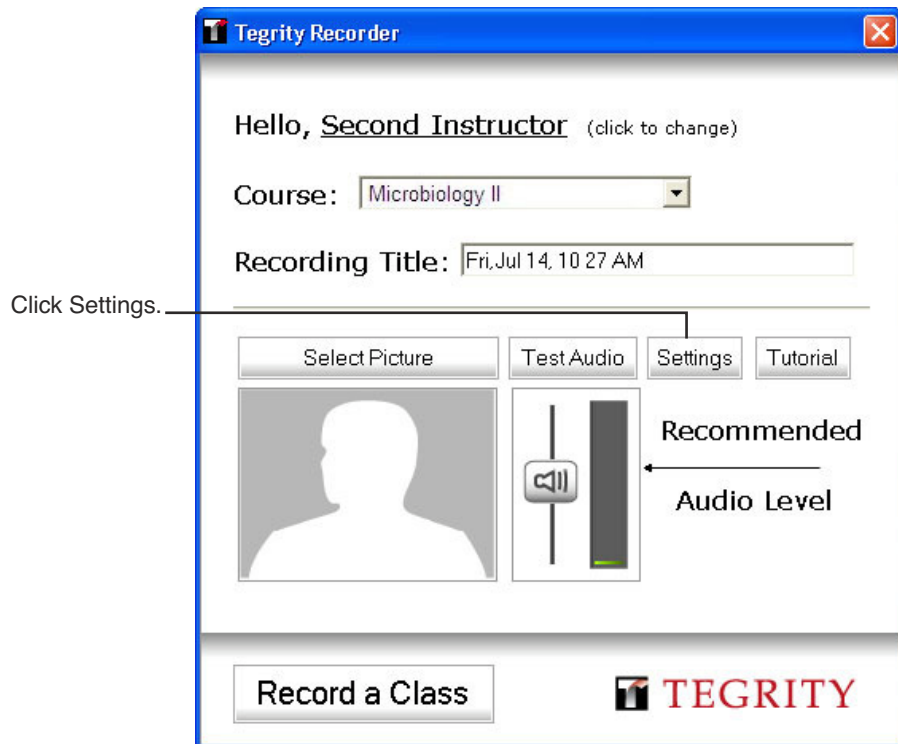 Tegrity Recorder
Hello, Second Instructor (click to change)
Course: Microbiology II
Recording Title: Fri,Jul 14, 10 27 AM
Click Settings.
Select Picture Test Audio Settings Tutorial
Recommended
Audio Level
Record a Class TEGRITY